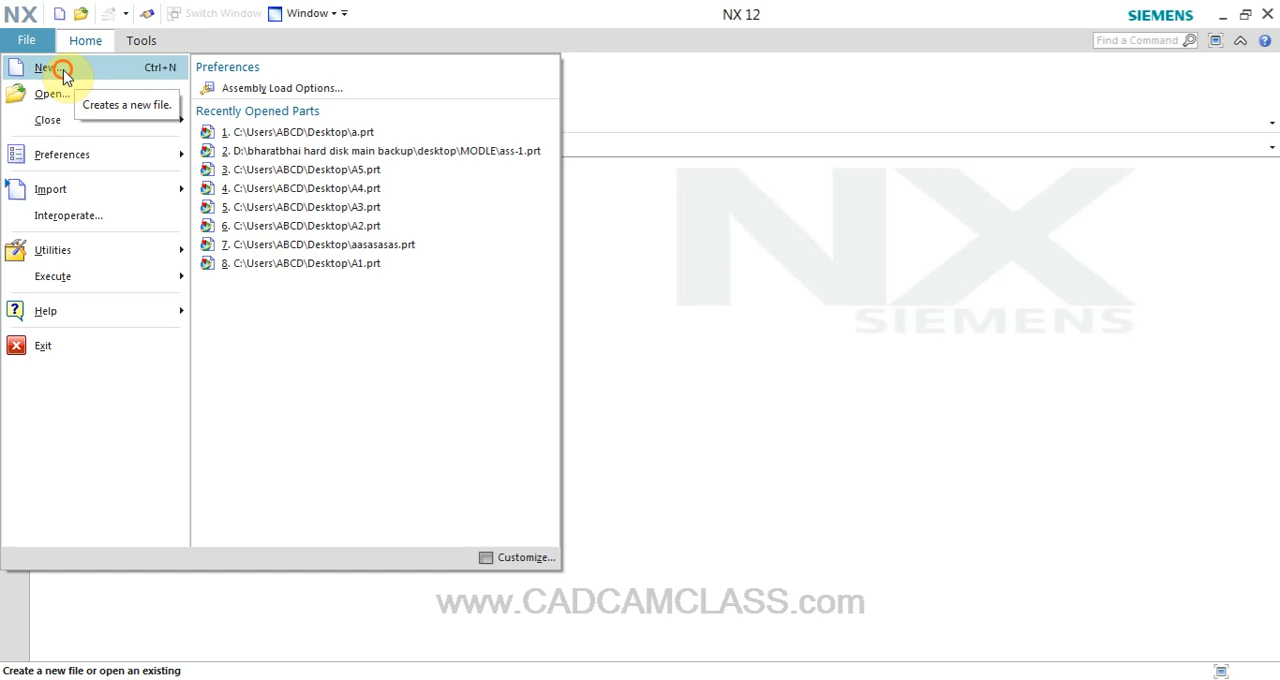 NX
Switch Window
Window
NX 12
SIEMENS
File
Home
Tools
Find a Command
New...
Ctrl+N
Open...
Creates a new file.
Close
Preferences
Import
Interoperate...
Utilities
Execute
Help
Exit
Preferences
Assembly Load Options...
Recently Opened Parts
1. C:\Users\ABCD\Desktop\a.prt
2. D:\bharatbhai hard disk main backup\desktop\MODLE\ass-1.prt
3. C:\Users\ABCD\Desktop\A5.prt
4. C:\Users\ABCD\Desktop\A4.prt
5. C:\Users\ABCD\Desktop\A3.prt
6. C:\Users\ABCD\Desktop\A2.prt
7. C:\Users\ABCD\Desktop\aasasasas.prt
8. C:\Users\ABCD\Desktop\A1.prt
Customize...
NX
SIEMENS
www.CADCAMCLASS.com
Create a new file or open an existing